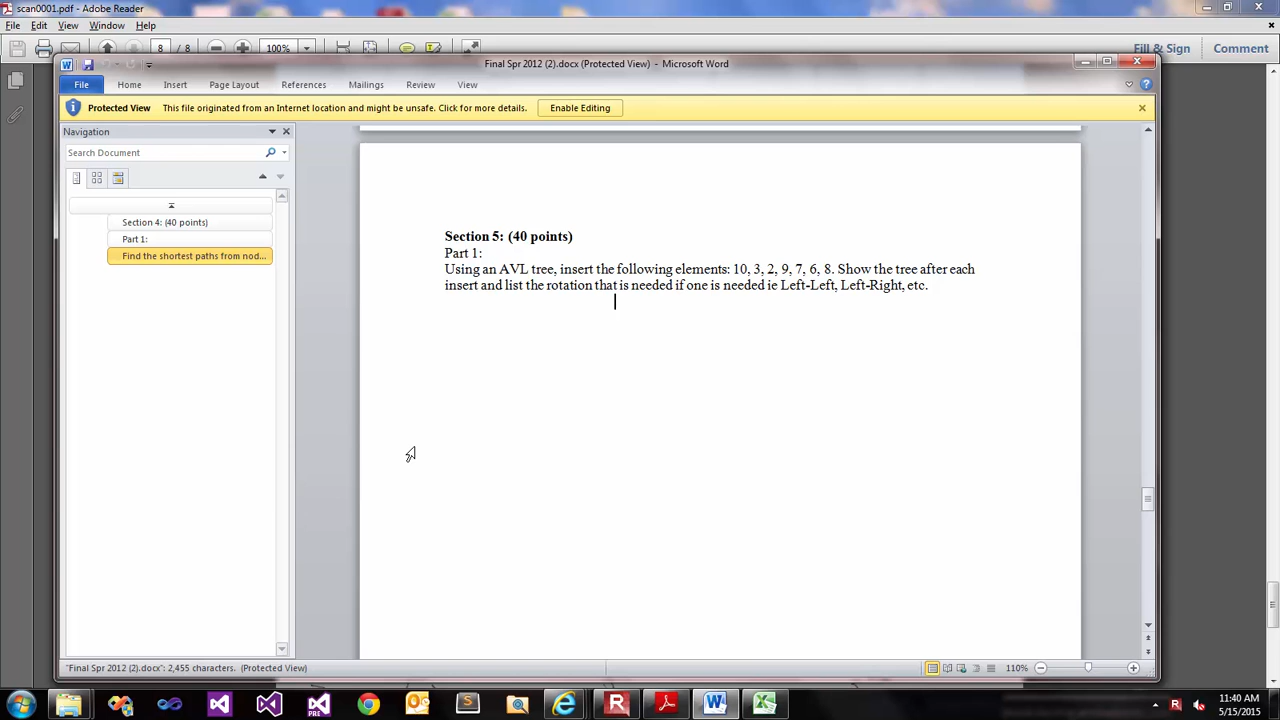 scan0001.pdf - Adobe Reader
File Edit View Window Help
8 / 8 100% Fill & Sign Comment
Final Spr 2012 (2).docx (Protected View) - Microsoft Word
File Home Insert Page Layout References Mailings Review View
Protected View This file originated from an Internet location and might be unsafe. Click for more details. Enable Editing
Navigation
Search Document
Section 4: (40 points)
Part 1:
Find the shortest paths from nod...
Section 5: (40 points)
Part 1:
Using an AVL tree, insert the following elements: 10, 3, 2, 9, 7, 6, 8. Show the tree after each
insert and list the rotation that is needed if one is needed ie Left-Left, Left-Right, etc.
"Final Spr 2012 (2).docx": 2,455 characters. (Protected View) 110%
PRE
11:40 AM
5/15/2015